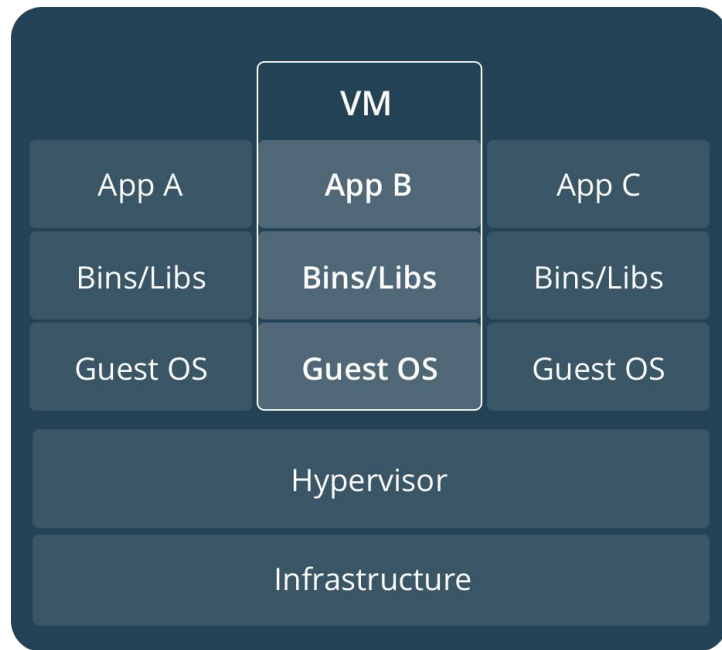 VM
App A
App B
App C
Bins/Libs
Bins/Libs
Bins/Libs
Guest OS
Guest OS
Guest OS
Hypervisor
Infrastructure